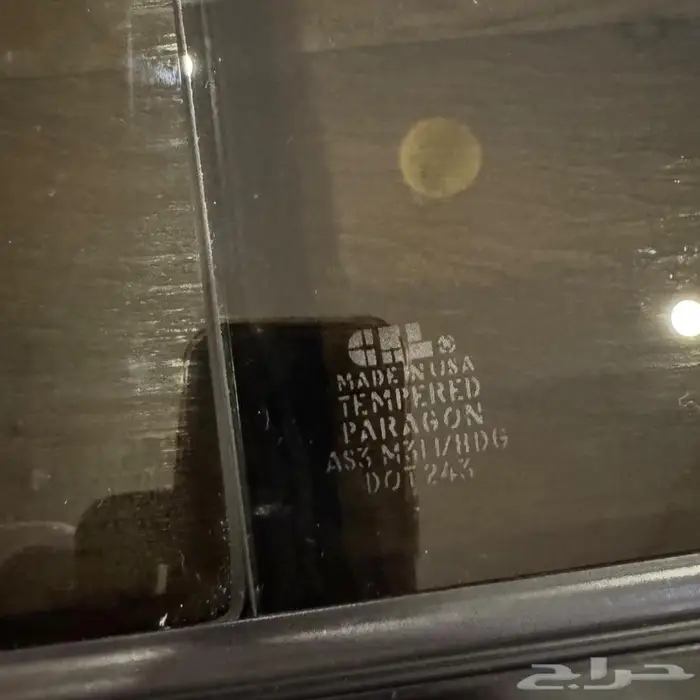 CRL®
MADE IN USA
TEMPERED
PARAGON
AS3 M311/8DG
DOT 243
حراج